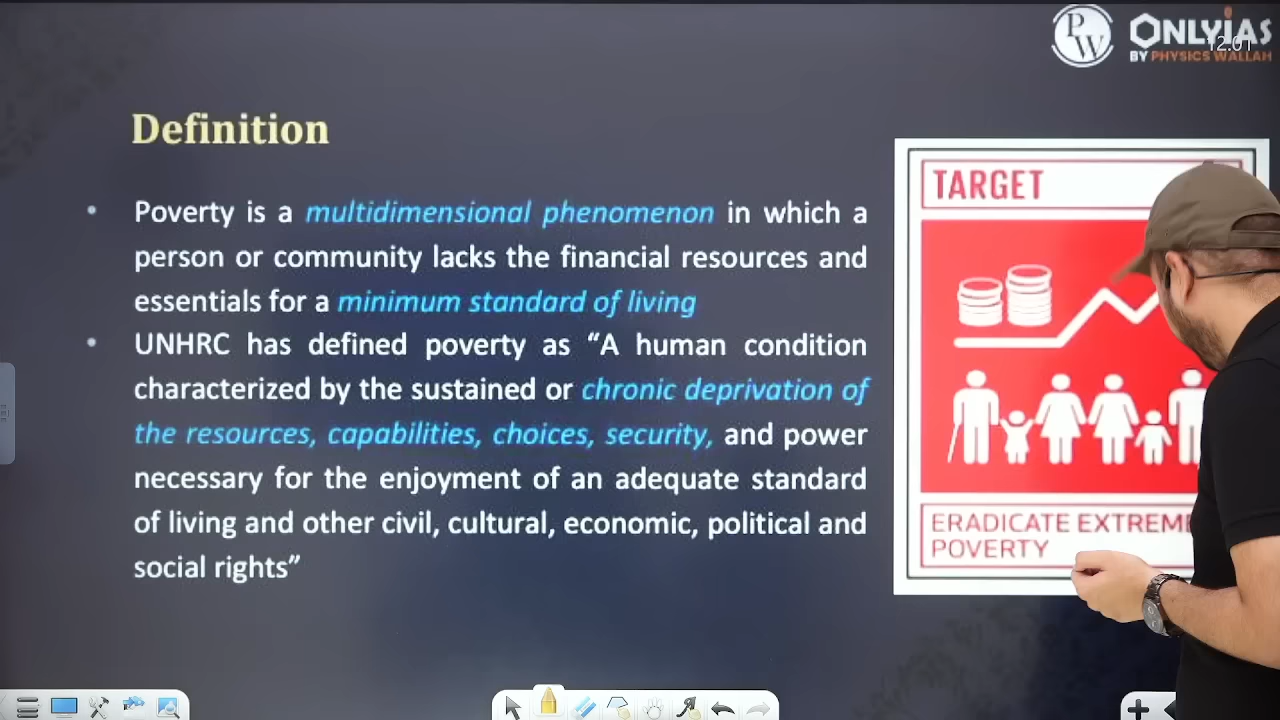 PW
ONLYIAS
12:01
BY PHYSICS WALLAH
Definition
• Poverty is a multidimensional phenomenon in which a
person or community lacks the financial resources and
essentials for a minimum standard of living
• UNHRC has defined poverty as “A human condition
characterized by the sustained or chronic deprivation of
the resources, capabilities, choices, security, and power
necessary for the enjoyment of an adequate standard
of living and other civil, cultural, economic, political and
social rights”
TARGET
ERADICATE EXTREME
POVERTY